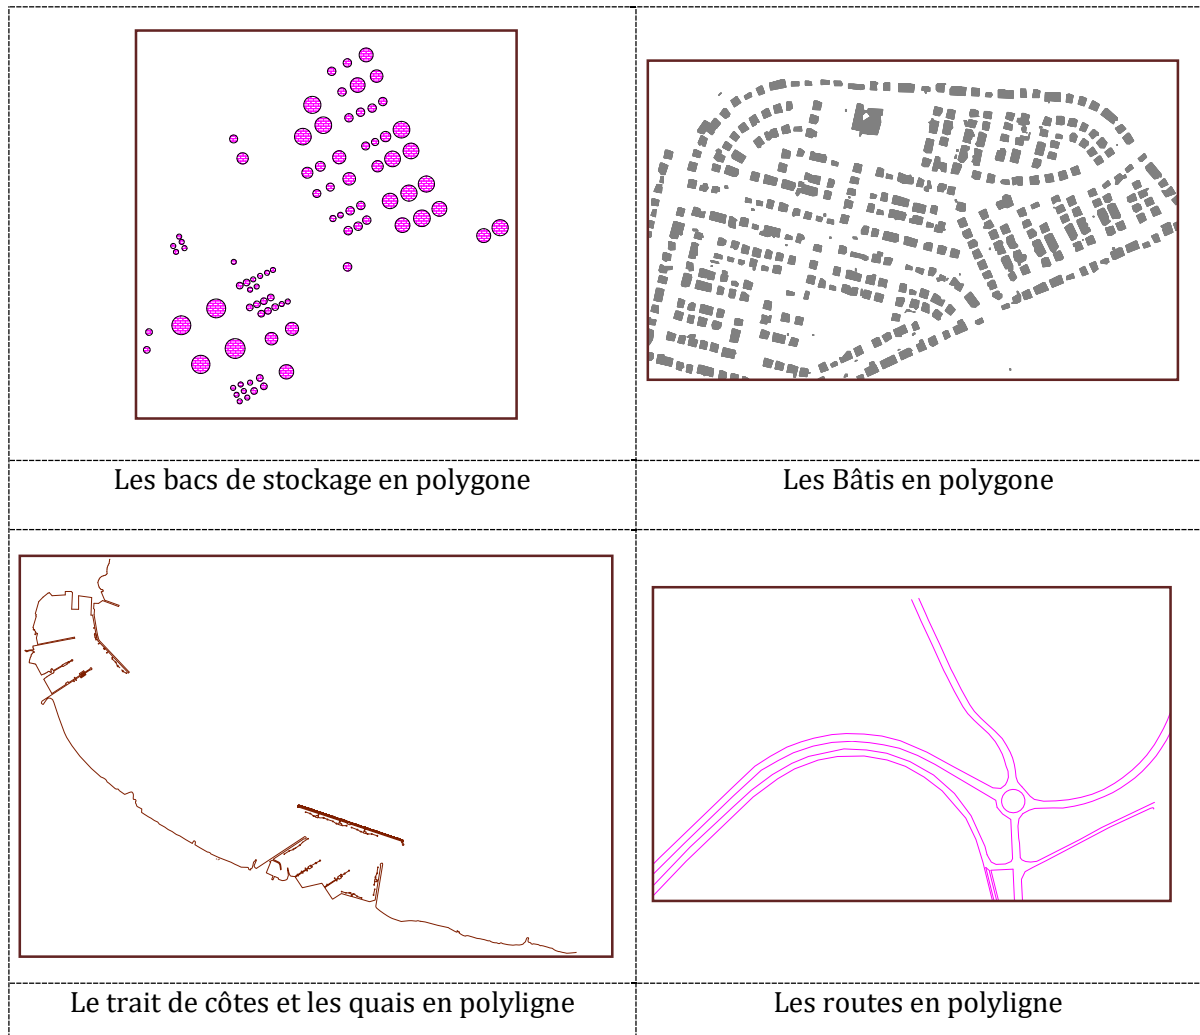 Les bacs de stockage en polygone
Les Bâtis en polygone
Le trait de côtes et les quais en polyligne
Les routes en polyligne